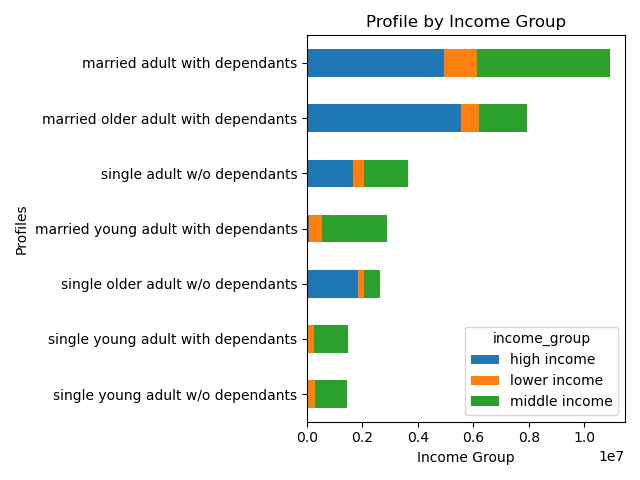 Profile by Income Group
married adult with dependants
married older adult with dependants
single adult w/o dependants
married young adult with dependants
single older adult w/o dependants
single young adult with dependants
single young adult w/o dependants
Profiles
income_group
high income
lower income
middle income
0.0 0.2 0.4 0.6 0.8 1.0
1e7
Income Group